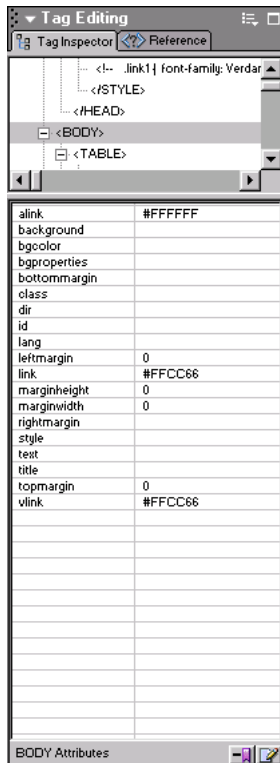 Tag Editing
Tag Inspector <?> Reference
<!-- .link1{ font-family: Verdar
</STYLE>
</HEAD>
<BODY>
<TABLE>
alink #FFFFFF
background
bgcolor
bgproperties
bottommargin
class
dir
id
lang
leftmargin 0
link #FFCC66
marginheight 0
marginwidth 0
rightmargin
style
text
title
topmargin 0
vlink #FFCC66
BODY Attributes